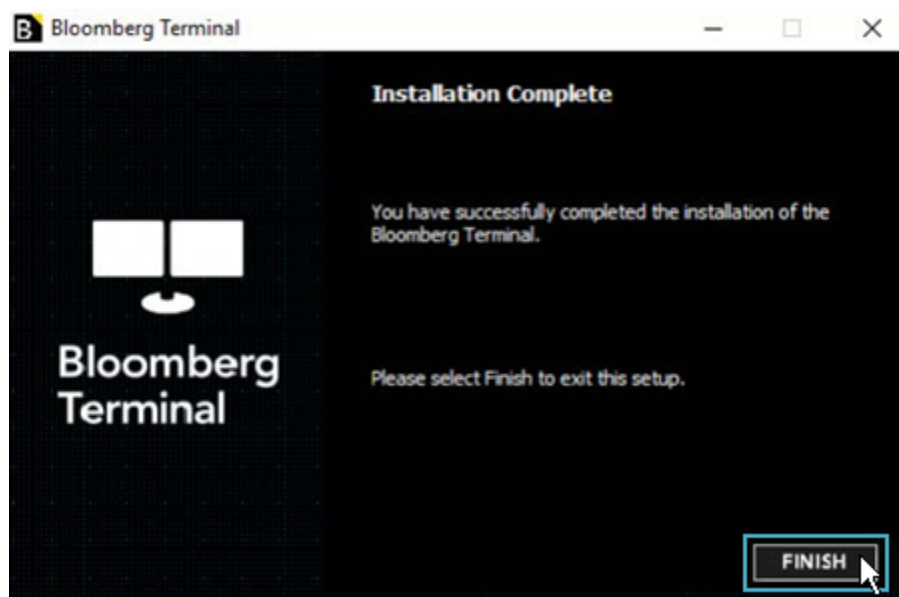 Bloomberg Terminal
Installation Complete
You have successfully completed the installation of the
Bloomberg Terminal.
Bloomberg
Terminal
Please select Finish to exit this setup.
FINISH